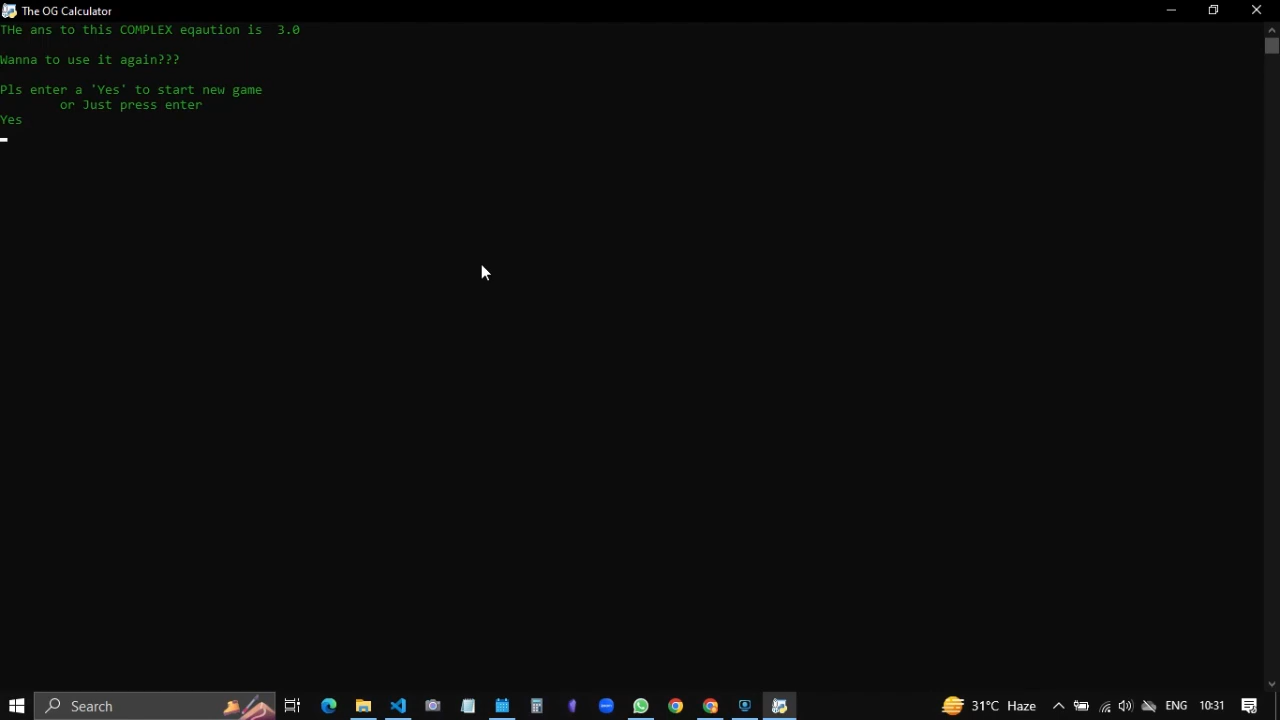 The OG Calculator
THe ans to this COMPLEX eqaution is  3.0
Wanna to use it again???
Pls enter a 'Yes' to start new game
or Just press enter
Yes
Search
31°C Haze
ENG
10:31